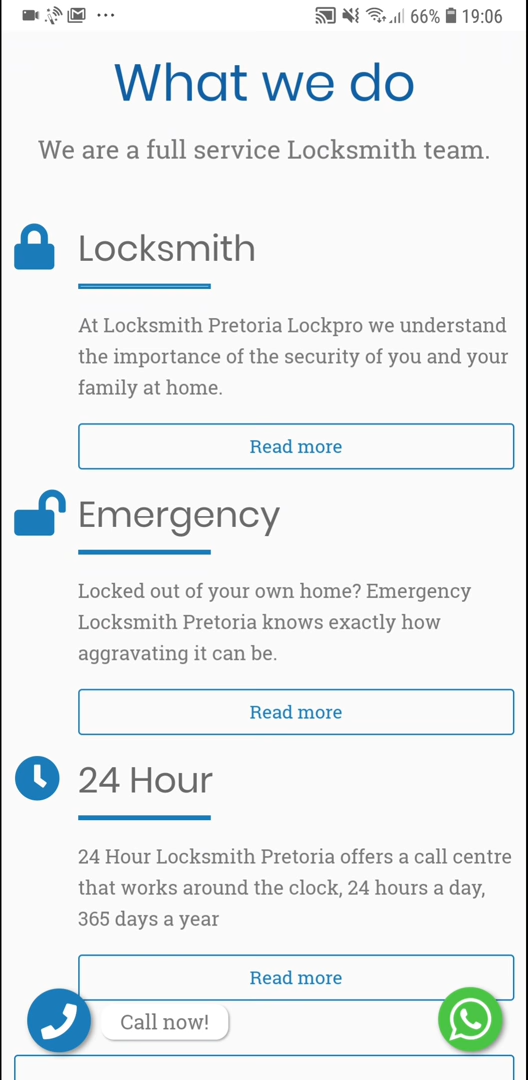 66% 19:06
What we do
We are a full service Locksmith team.
Locksmith
At Locksmith Pretoria Lockpro we understand
the importance of the security of you and your
family at home.
Read more
Emergency
Locked out of your own home? Emergency
Locksmith Pretoria knows exactly how
aggravating it can be.
Read more
24 Hour
24 Hour Locksmith Pretoria offers a call centre
that works around the clock, 24 hours a day,
365 days a year
Read more
Call now!